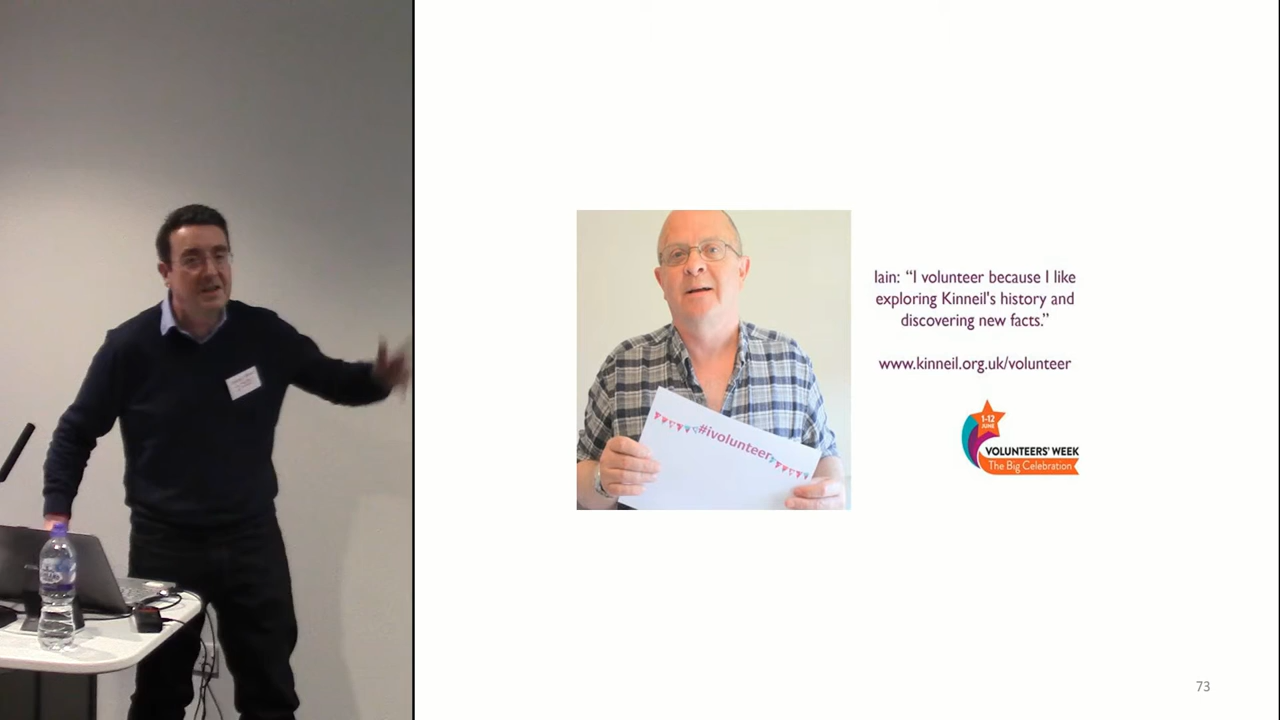 Iain: “I volunteer because I like
exploring Kinneil's history and
discovering new facts.”
www.kinneil.org.uk/volunteer
#ivolunteer
1-12
JUNE
VOLUNTEERS' WEEK
The Big Celebration
73